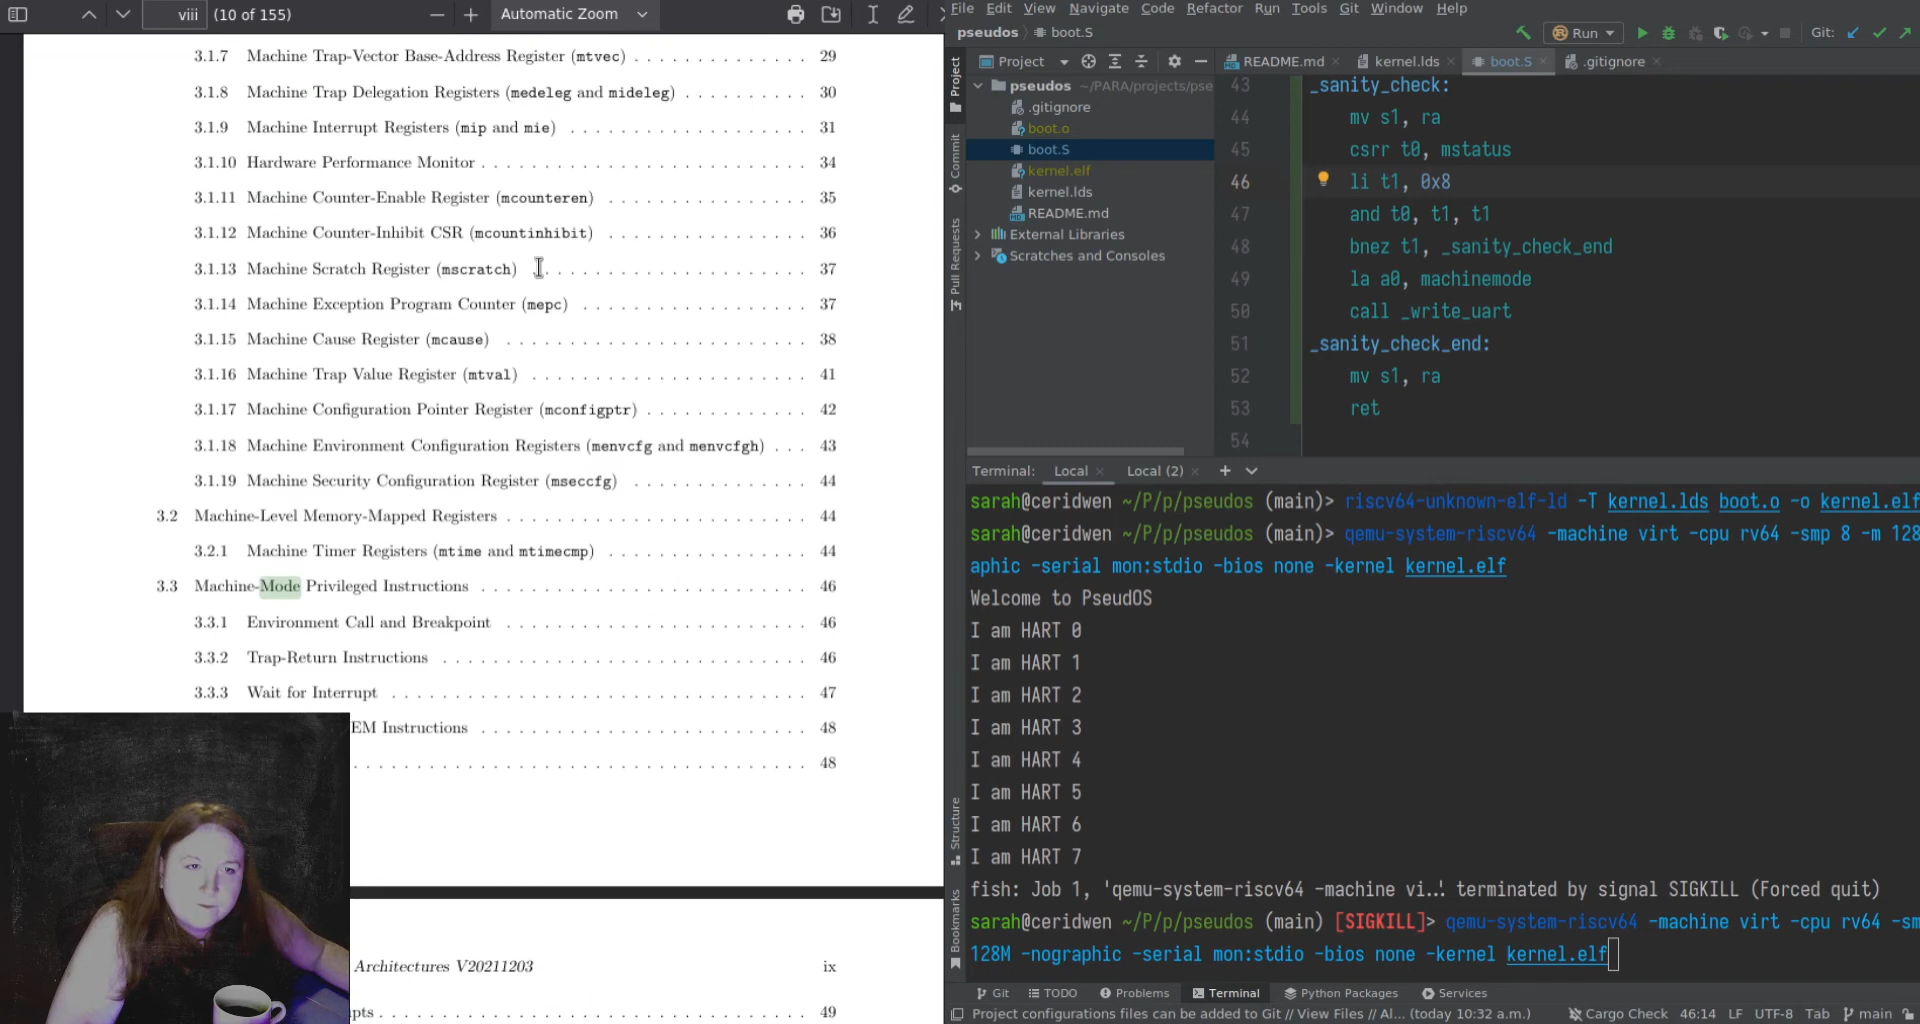 viii (10 of 155) Automatic Zoom
3.1.7 Machine Trap-Vector Base-Address Register (mtvec) 29
3.1.8 Machine Trap Delegation Registers (medeleg and mideleg) . . . . . . . . . . 30
3.1.9 Machine Interrupt Registers (mip and mie) . . . . . . . . . . . . . . . . . 31
3.1.10 Hardware Performance Monitor . . . . . . . . . . . . . . . . . . . . . . . 34
3.1.11 Machine Counter-Enable Register (mcounteren) . . . . . . . . . . . . . . . 35
3.1.12 Machine Counter-Inhibit CSR (mcountinhibit) . . . . . . . . . . . . . . . 36
3.1.13 Machine Scratch Register (mscratch) . . . . . . . . . . . . . . . . . . . 37
3.1.14 Machine Exception Program Counter (mepc) . . . . . . . . . . . . . . . . . 37
3.1.15 Machine Cause Register (mcause) . . . . . . . . . . . . . . . . . . . . . 38
3.1.16 Machine Trap Value Register (mtval) . . . . . . . . . . . . . . . . . . . 41
3.1.17 Machine Configuration Pointer Register (mconfigptr) . . . . . . . . . . . 42
3.1.18 Machine Environment Configuration Registers (menvcfg and menvcfgh) . . . 43
3.1.19 Machine Security Configuration Register (mseccfg) . . . . . . . . . . . . 44
3.2 Machine-Level Memory-Mapped Registers . . . . . . . . . . . . . . . . . . . . . 44
3.2.1 Machine Timer Registers (mtime and mtimecmp) . . . . . . . . . . . . . . . 44
3.3 Machine-Mode Privileged Instructions . . . . . . . . . . . . . . . . . . . . . 46
3.3.1 Environment Call and Breakpoint . . . . . . . . . . . . . . . . . . . . . 46
3.3.2 Trap-Return Instructions . . . . . . . . . . . . . . . . . . . . . . . . . 46
3.3.3 Wait for Interrupt . . . . . . . . . . . . . . . . . . . . . . . . . . . . 47
EM Instructions . . . . . . . . . . . . . . . . . . . . . . 48
. . . . . . . . . . . . . . . . . . . . . . . . . . . . . . 48
Architectures V20211203 ix
pts . . . . . . . . . . . . . . . . . . . . . . . . . . . . 49
File Edit View Navigate Code Refactor Run Tools Git Window Help
pseudos boot.S Run Git:
Project README.md kernel.lds boot.S .gitignore
Project
Commit
Pull Requests
Structure
Bookmarks
pseudos ~/PARA/projects/pse
.gitignore
boot.o
boot.S
kernel.elf
kernel.lds
README.md
External Libraries
Scratches and Consoles
43 _sanity_check:
44 mv s1, ra
45 csrr t0, mstatus
46 li t1, 0x8
47 and t0, t1, t1
48 bnez t1, _sanity_check_end
49 la a0, machinemode
50 call _write_uart
51 _sanity_check_end:
52 mv s1, ra
53 ret
54
Terminal: Local Local (2)
sarah@ceridwen ~/P/p/pseudos (main)> riscv64-unknown-elf-ld -T kernel.lds boot.o -o kernel.elf
sarah@ceridwen ~/P/p/pseudos (main)> qemu-system-riscv64 -machine virt -cpu rv64 -smp 8 -m 128
aphic -serial mon:stdio -bios none -kernel kernel.elf
Welcome to PseudOS
I am HART 0
I am HART 1
I am HART 2
I am HART 3
I am HART 4
I am HART 5
I am HART 6
I am HART 7
fish: Job 1, 'qemu-system-riscv64 -machine vi…' terminated by signal SIGKILL (Forced quit)
sarah@ceridwen ~/P/p/pseudos (main) [SIGKILL]> qemu-system-riscv64 -machine virt -cpu rv64 -sm
128M -nographic -serial mon:stdio -bios none -kernel kernel.elf
Git TODO Problems Terminal Python Packages Services
Project configurations files can be added to Git // View Files // Al... (today 10:32 a.m.) Cargo Check 46:14 LF UTF-8 Tab main